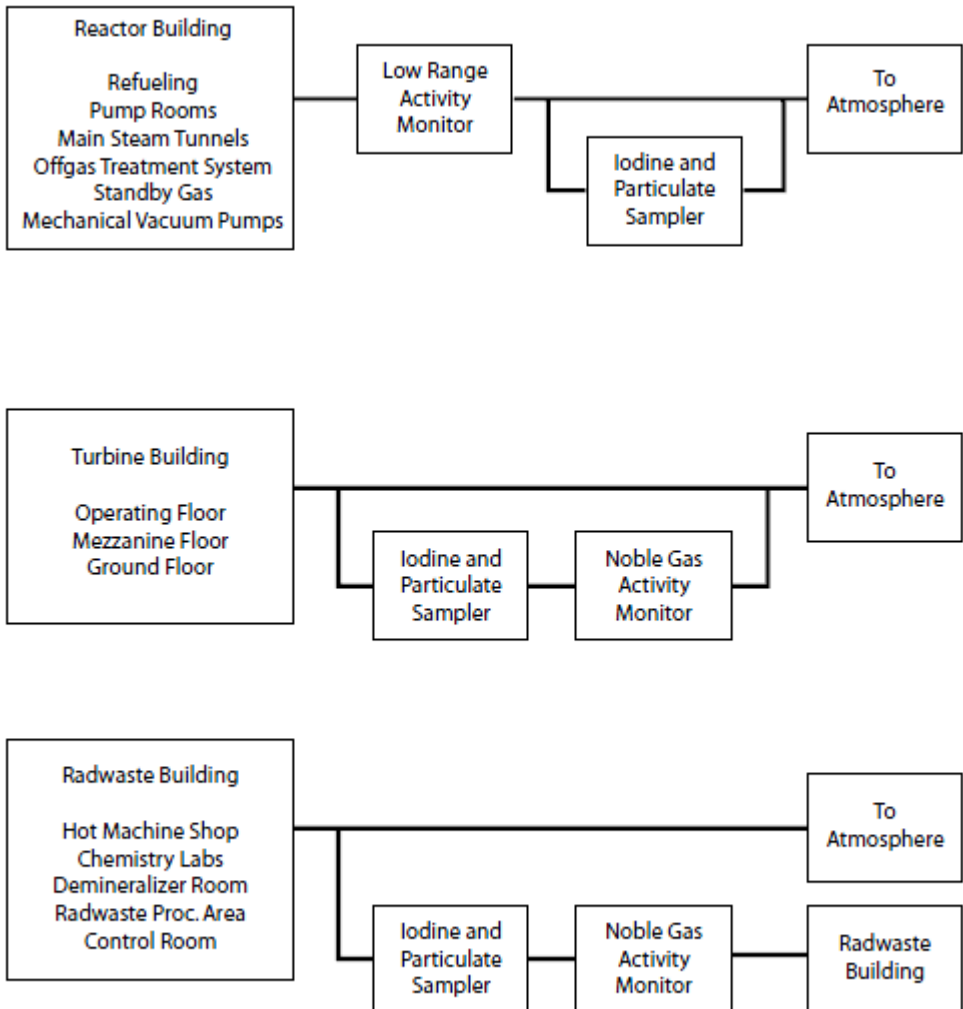 Reactor Building
Refueling
Pump Rooms
Main Steam Tunnels
Offgas Treatment System
Standby Gas
Mechanical Vacuum Pumps
Low Range
Activity
Monitor
Iodine and
Particulate
Sampler
To
Atmosphere
Turbine Building
Operating Floor
Mezzanine Floor
Ground Floor
Iodine and
Particulate
Sampler
Noble Gas
Activity
Monitor
To
Atmosphere
Radwaste Building
Hot Machine Shop
Chemistry Labs
Demineralizer Room
Radwaste Proc. Area
Control Room
Iodine and
Particulate
Sampler
Noble Gas
Activity
Monitor
To
Atmosphere
Radwaste
Building